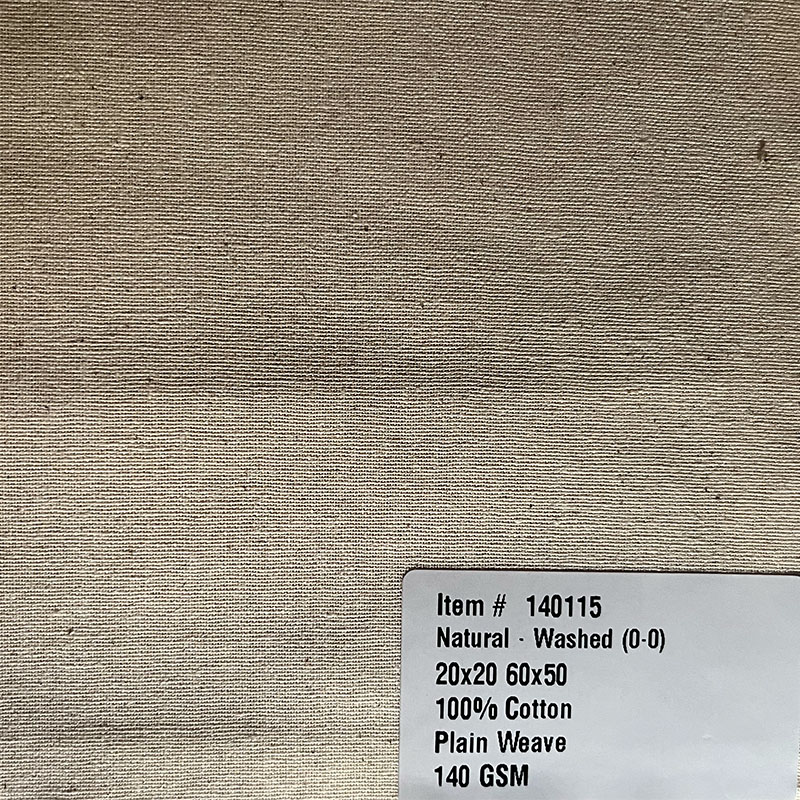 Item # 140115
Natural - Washed (0-0)
20x20 60x50
100% Cotton
Plain Weave
140 GSM